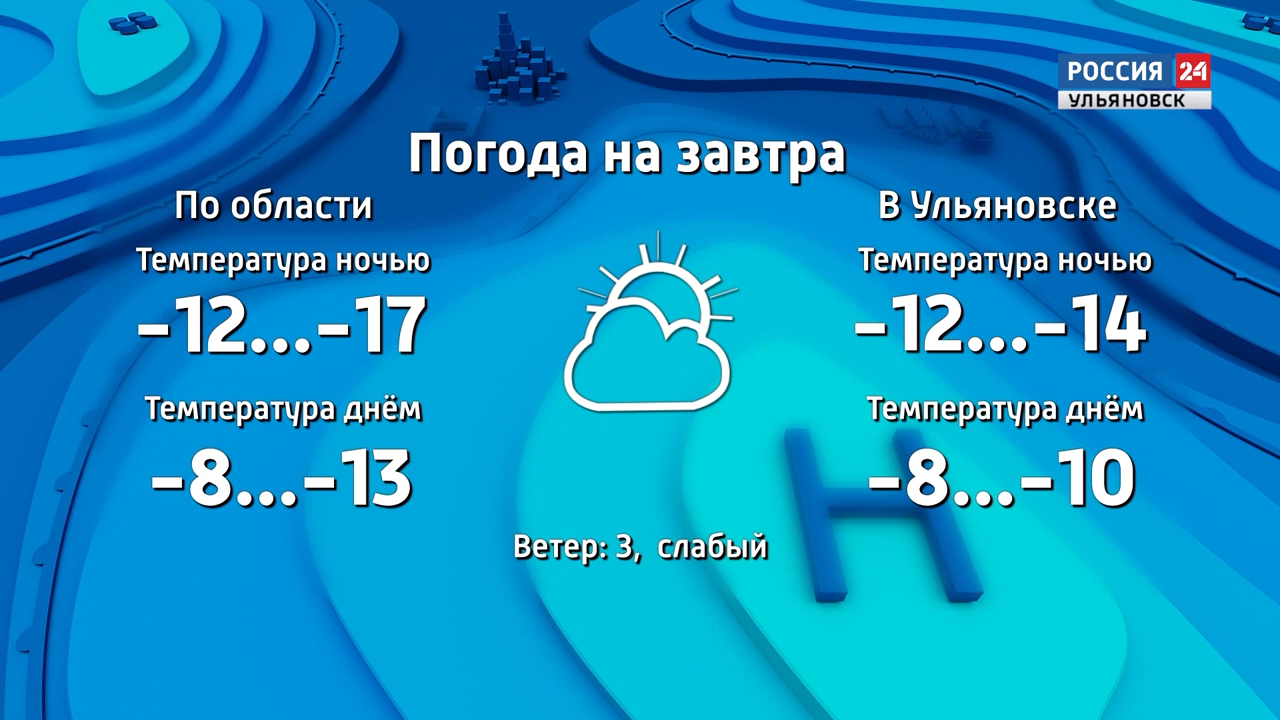 РОССИЯ 24
УЛЬЯНОВСК
Погода на завтра
По области
Температура ночью
-12...-17
Температура днём
-8...-13
В Ульяновске
Температура ночью
-12...-14
Температура днём
-8...-10
Ветер: 3, слабый
Н